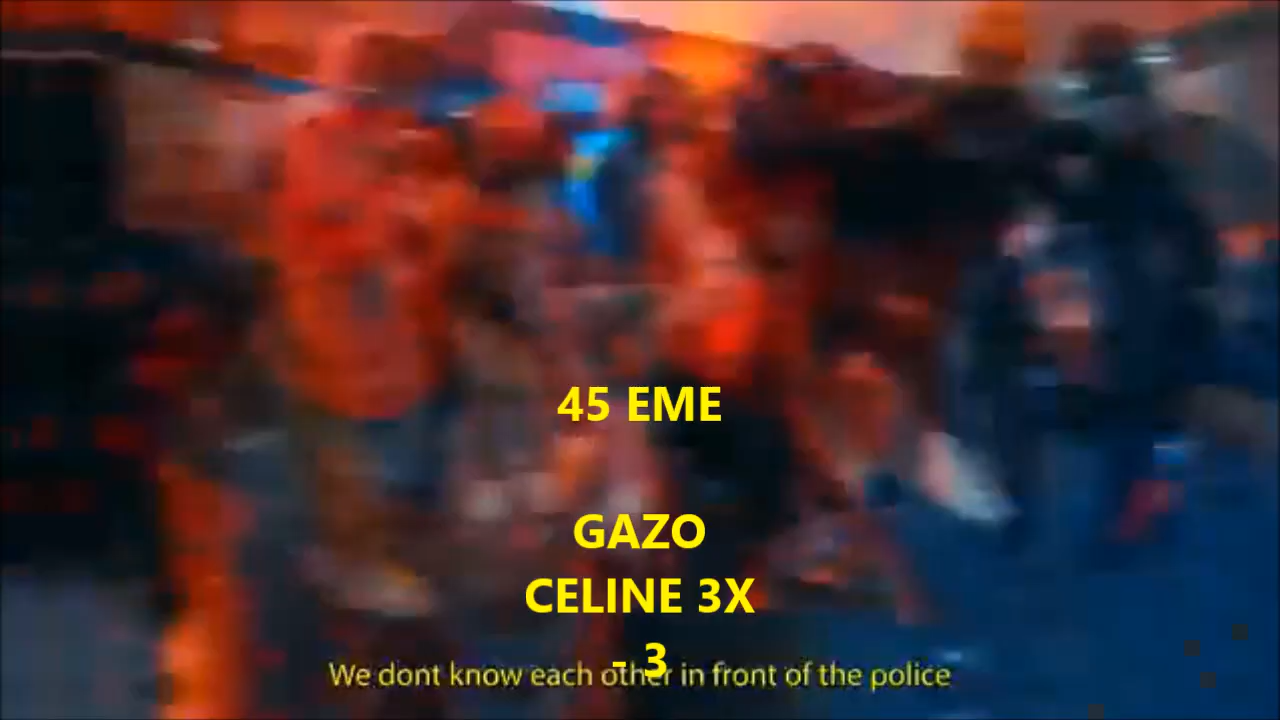 45 EME
GAZO
CELINE 3X
- 3
We dont know each other in front of the police